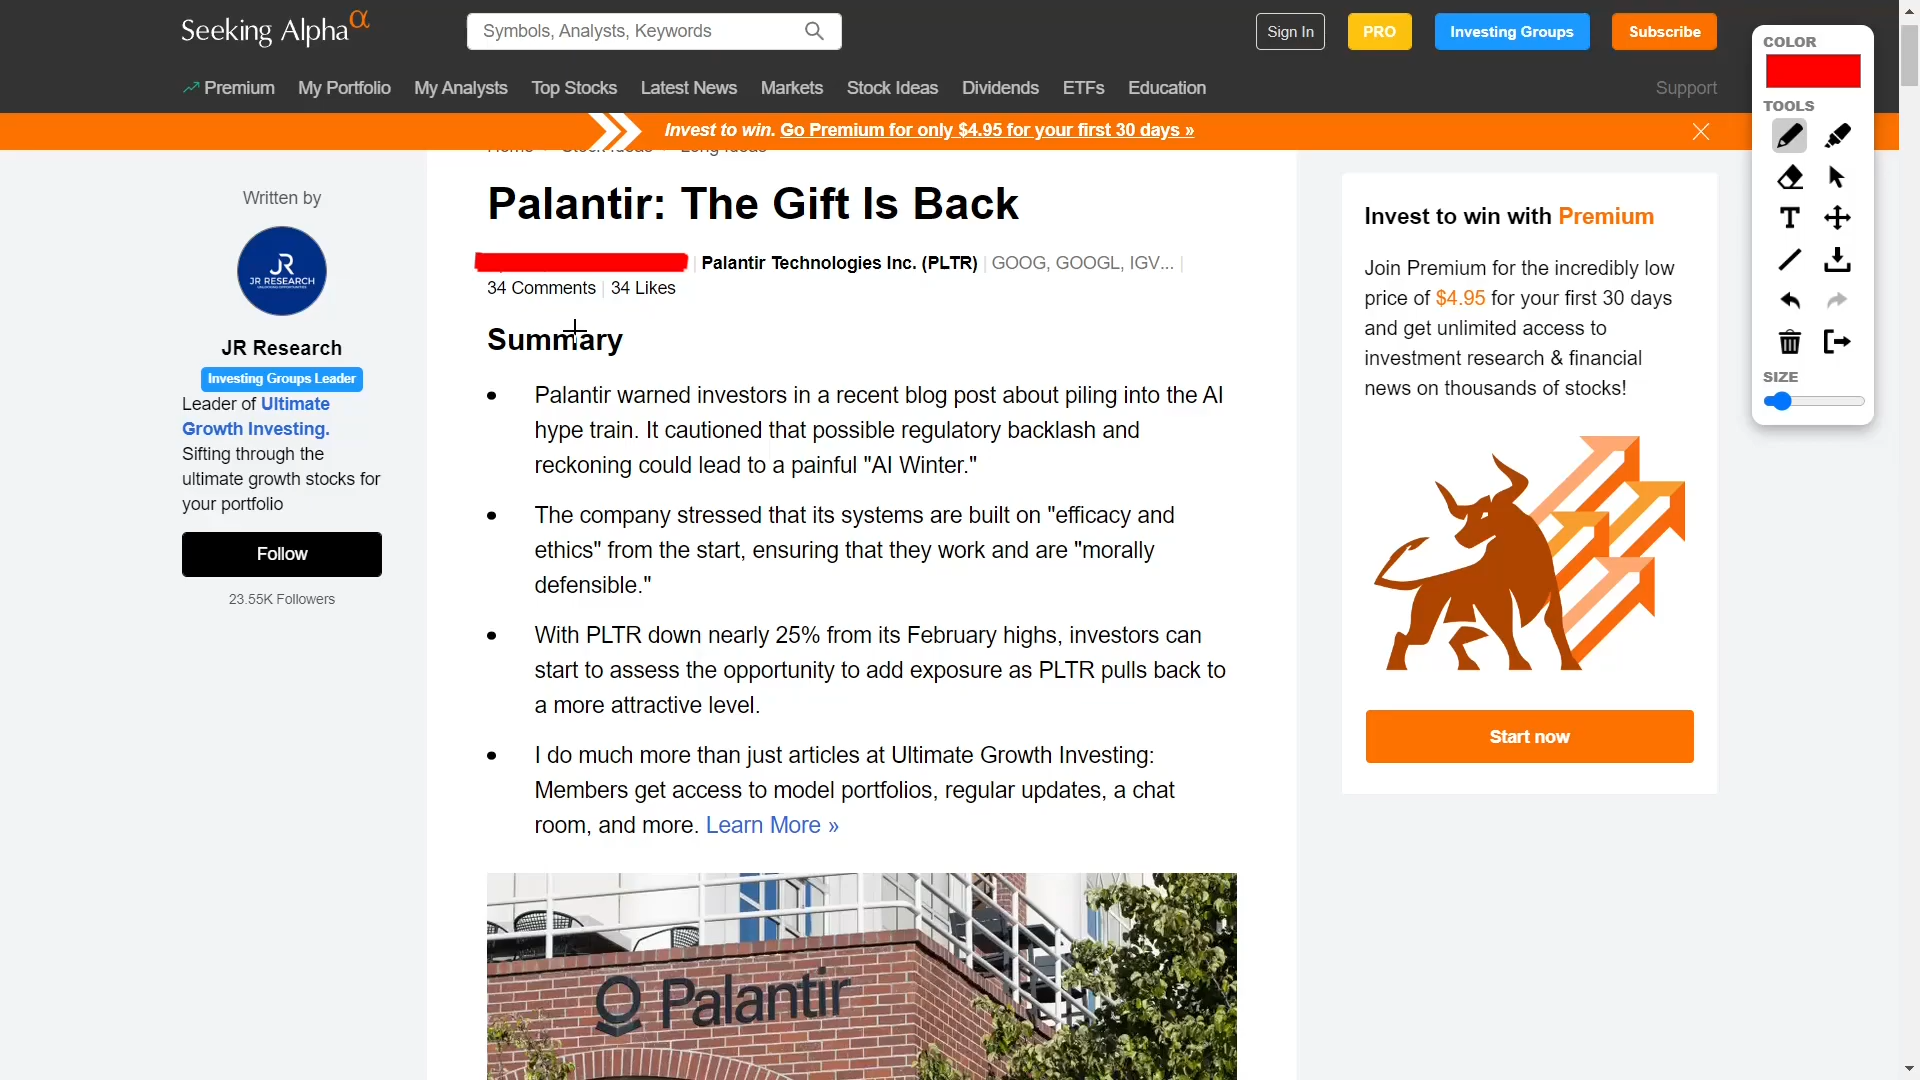 Seeking Alpha α
Symbols, Analysts, Keywords
Sign In
PRO
Investing Groups
Subscribe
Premium
My Portfolio
My Analysts
Top Stocks
Latest News
Markets
Stock Ideas
Dividends
ETFs
Education
Support
Invest to win. Go Premium for only $4.95 for your first 30 days »
Written by
JR
JR RESEARCH
JR Research
Investing Groups Leader
Leader of Ultimate
Growth Investing.
Sifting through the
ultimate growth stocks for
your portfolio
Follow
23.55K Followers
Palantir: The Gift Is Back
Palantir Technologies Inc. (PLTR) GOOG, GOOGL, IGV...
34 Comments 34 Likes
Summary
Palantir warned investors in a recent blog post about piling into the AI
hype train. It cautioned that possible regulatory backlash and
reckoning could lead to a painful "AI Winter."
The company stressed that its systems are built on "efficacy and
ethics" from the start, ensuring that they work and are "morally
defensible."
With PLTR down nearly 25% from its February highs, investors can
start to assess the opportunity to add exposure as PLTR pulls back to
a more attractive level.
I do much more than just articles at Ultimate Growth Investing:
Members get access to model portfolios, regular updates, a chat
room, and more. Learn More »
Palantir
Invest to win with Premium
Join Premium for the incredibly low
price of $4.95 for your first 30 days
and get unlimited access to
investment research & financial
news on thousands of stocks!
Start now
COLOR
TOOLS
T
SIZE